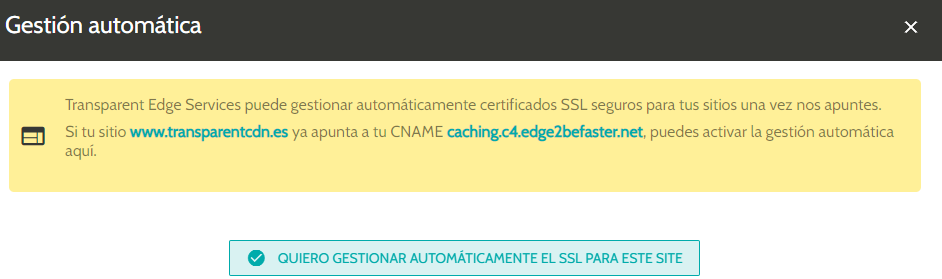 Gestión automática
Transparent Edge Services puede gestionar automáticamente certificados SSL seguros para tus sitios una vez nos apuntes.
Si tu sitio www.transparentcdn.es ya apunta a tu CNAME caching.c4.edge2befaster.net, puedes activar la gestión automática
aquí.
QUIERO GESTIONAR AUTOMÁTICAMENTE EL SSL PARA ESTE SITE